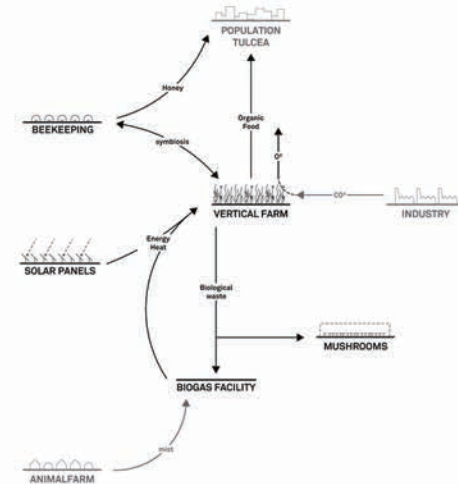 POPULATION
TULCEA
Honey
BEEKEEPING
symbiosis
Organic
Food
O²
CO²
VERTICAL FARM
INDUSTRY
Energy
Heat
SOLAR PANELS
Biological
waste
MUSHROOMS
BIOGAS FACILITY
mist
ANIMALFARM